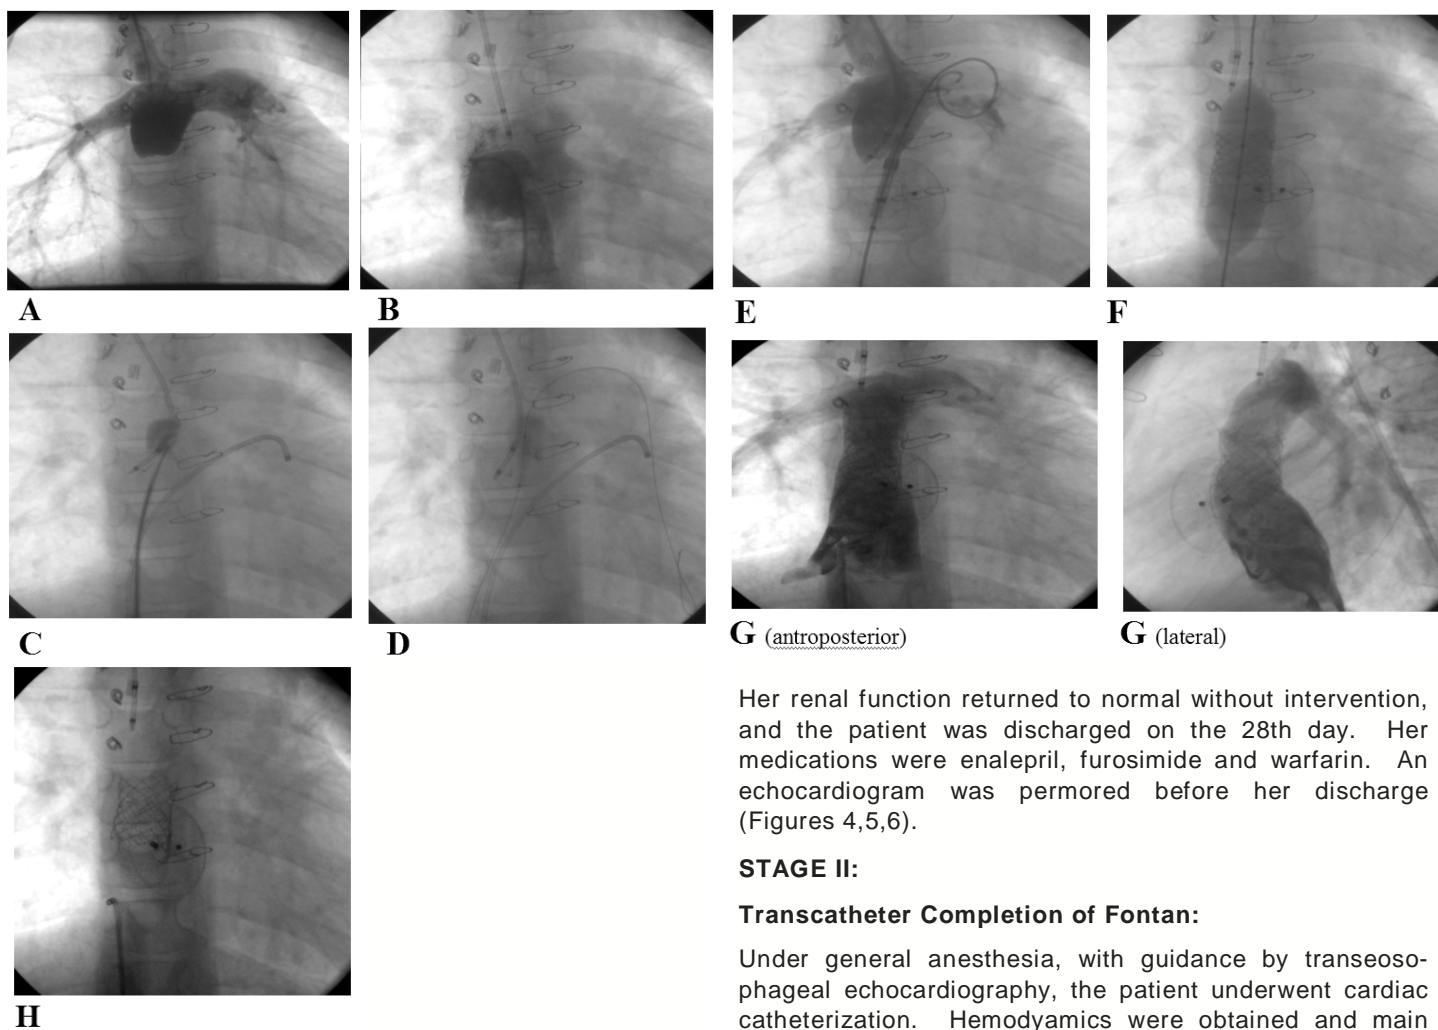 A
B
E
F
C
D
G (antroposterior)
G (lateral)
H
Her renal function returned to normal without intervention,
and the patient was discharged on the 28th day. Her
medications were enalepril, furosimide and warfarin. An
echocardiogram was permored before her discharge
(Figures 4,5,6).
STAGE II:
Transcatheter Completion of Fontan:
Under general anesthesia, with guidance by transeoso-
phageal echocardiography, the patient underwent cardiac
catheterization. Hemodyamics were obtained and main